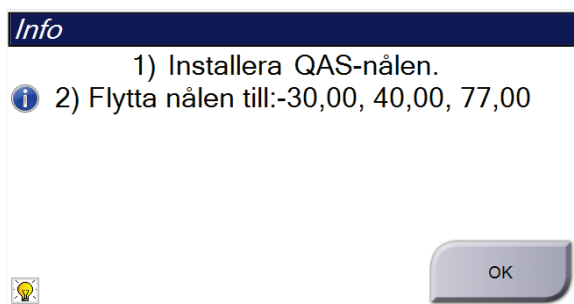 Info
1) Installera QAS-nålen.
2) Flytta nålen till:-30,00, 40,00, 77,00
OK